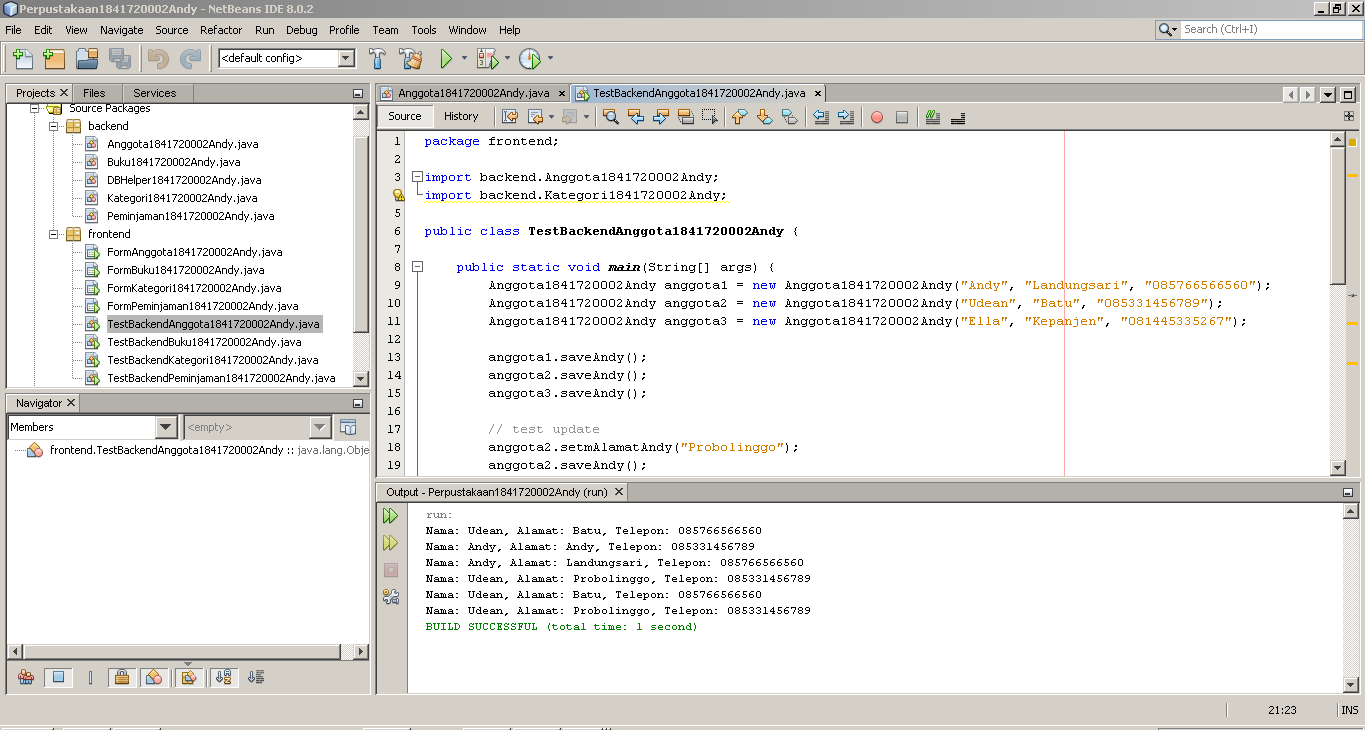 Perpustakaan1841720002Andy - NetBeans IDE 8.0.2
File Edit View Navigate Source Refactor Run Debug Profile Team Tools Window Help
Search (Ctrl+I)
<default config>
Projects Files Services
Source Packages
backend
Anggota1841720002Andy.java
Buku1841720002Andy.java
DBHelper1841720002Andy.java
Kategori1841720002Andy.java
Peminjaman1841720002Andy.java
frontend
FormAnggota1841720002Andy.java
FormBuku1841720002Andy.java
FormKategori1841720002Andy.java
FormPeminjaman1841720002Andy.java
TestBackendAnggota1841720002Andy.java
TestBackendBuku1841720002Andy.java
TestBackendKategori1841720002Andy.java
TestBackendPeminjaman1841720002Andy.java
Navigator
Members <empty>
frontend.TestBackendAnggota1841720002Andy :: java.lang.Obje
Anggota1841720002Andy.java TestBackendAnggota1841720002Andy.java
Source History
1 package frontend;
2
3 import backend.Anggota1841720002Andy;
import backend.Kategori1841720002Andy;
5
6 public class TestBackendAnggota1841720002Andy {
7
8 public static void main(String[] args) {
9 Anggota1841720002Andy anggota1 = new Anggota1841720002Andy("Andy", "Landungsari", "085766566560");
10 Anggota1841720002Andy anggota2 = new Anggota1841720002Andy("Udean", "Batu", "085331456789");
11 Anggota1841720002Andy anggota3 = new Anggota1841720002Andy("Ella", "Kepanjen", "081445335267");
12
13 anggota1.saveAndy();
14 anggota2.saveAndy();
15 anggota3.saveAndy();
16
17 // test update
18 anggota2.setmAlamatAndy("Probolinggo");
19 anggota2.saveAndy();
Output - Perpustakaan1841720002Andy (run)
run:
Nama: Udean, Alamat: Batu, Telepon: 085766566560
Nama: Andy, Alamat: Andy, Telepon: 085331456789
Nama: Andy, Alamat: Landungsari, Telepon: 085766566560
Nama: Udean, Alamat: Probolinggo, Telepon: 085331456789
Nama: Udean, Alamat: Batu, Telepon: 085766566560
Nama: Udean, Alamat: Probolinggo, Telepon: 085331456789
BUILD SUCCESSFUL (total time: 1 second)
21:23 INS